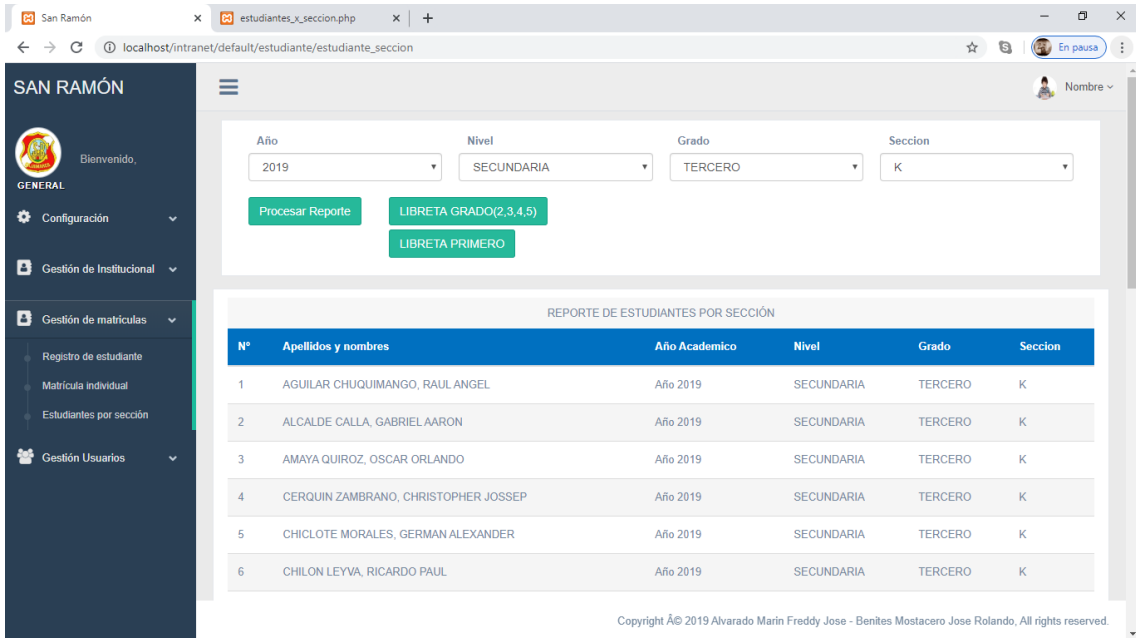 San Ramón
estudiantes_x_seccion.php
localhost/intranet/default/estudiante/estudiante_seccion
En pausa
SAN RAMÓN
Nombre
Bienvenido,
GENERAL
Configuración
Gestión de Institucional
Gestión de matriculas
Registro de estudiante
Matrícula individual
Estudiantes por sección
Gestión Usuarios
Año Nivel Grado Seccion
2019 SECUNDARIA TERCERO K
Procesar Reporte LIBRETA GRADO(2,3,4,5)
LIBRETA PRIMERO
REPORTE DE ESTUDIANTES POR SECCIÓN
Nº Apellidos y nombres Año Academico Nivel Grado Seccion
1 AGUILAR CHUQUIMANGO, RAUL ANGEL Año 2019 SECUNDARIA TERCERO K
2 ALCALDE CALLA, GABRIEL AARON Año 2019 SECUNDARIA TERCERO K
3 AMAYA QUIROZ, OSCAR ORLANDO Año 2019 SECUNDARIA TERCERO K
4 CERQUIN ZAMBRANO, CHRISTOPHER JOSSEP Año 2019 SECUNDARIA TERCERO K
5 CHICLOTE MORALES, GERMAN ALEXANDER Año 2019 SECUNDARIA TERCERO K
6 CHILON LEYVA, RICARDO PAUL Año 2019 SECUNDARIA TERCERO K
Copyright Â© 2019 Alvarado Marin Freddy Jose - Benites Mostacero Jose Rolando, All rights reserved.